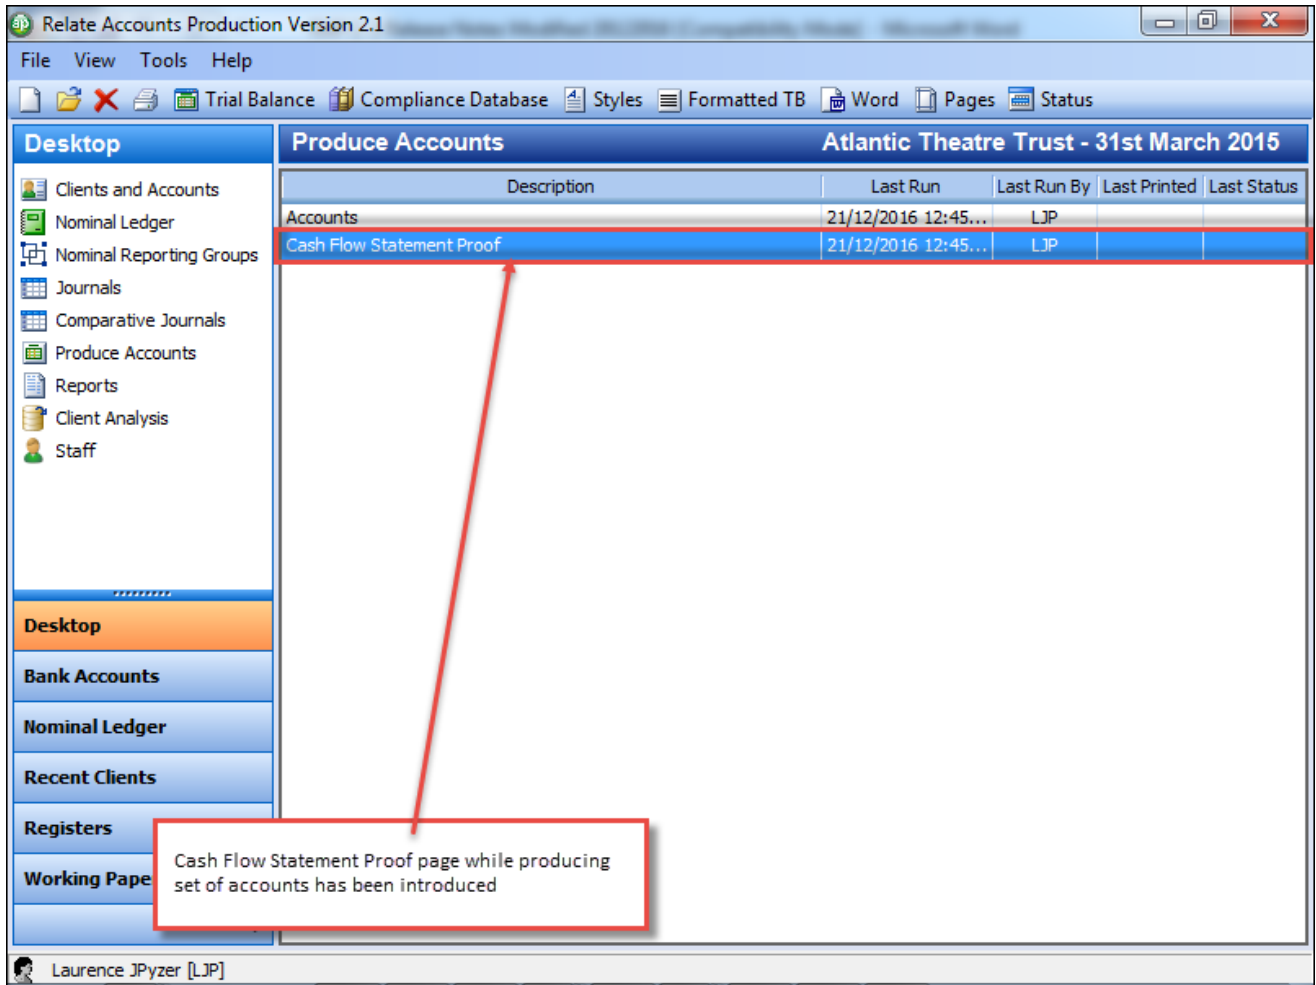 Relate Accounts Production Version 2.1
File View Tools Help
Trial Balance Compliance Database Styles Formatted TB Word Pages Status
Desktop
Produce Accounts Atlantic Theatre Trust - 31st March 2015
Description Last Run Last Run By Last Printed Last Status
Accounts 21/12/2016 12:45... LJP
Cash Flow Statement Proof 21/12/2016 12:45... LJP
Clients and Accounts
Nominal Ledger
Nominal Reporting Groups
Journals
Comparative Journals
Produce Accounts
Reports
Client Analysis
Staff
Desktop
Bank Accounts
Nominal Ledger
Recent Clients
Registers
Working Pape
Cash Flow Statement Proof page while producing
set of accounts has been introduced
Laurence JPyzer [LJP]